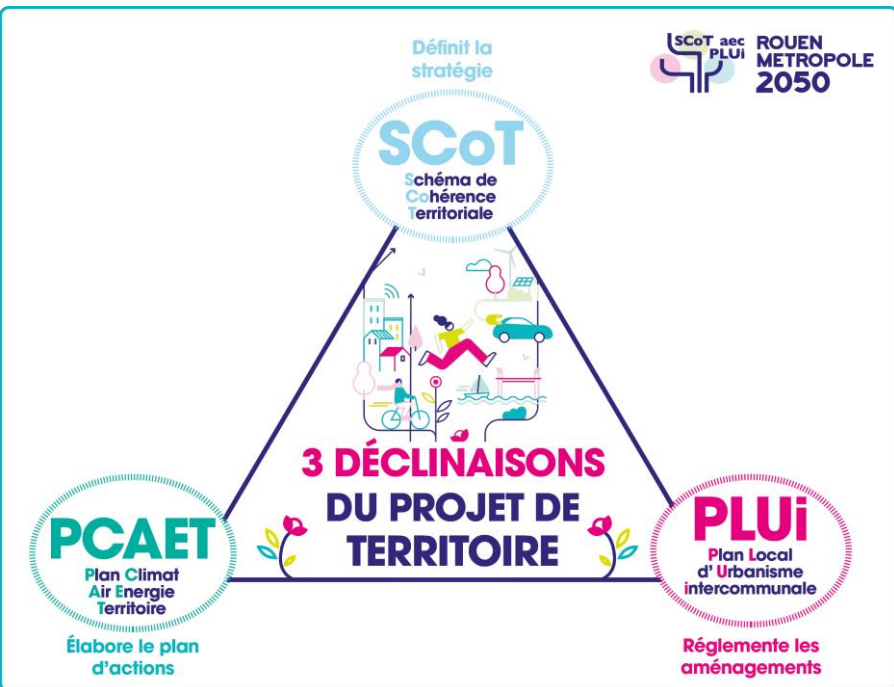 Définit la
stratégie
SCoT aec
PLUi
ROUEN
METROPOLE
2050
SCoT
Schéma de
Cohérence
Territoriale
3 DÉCLINAISONS
DU PROJET DE
TERRITOIRE
PCAET
Plan Climat
Air Energie
Territoire
Élabore le plan
d'actions
PLUi
Plan Local
d' Urbanisme
intercommunale
Réglemente les
aménagements